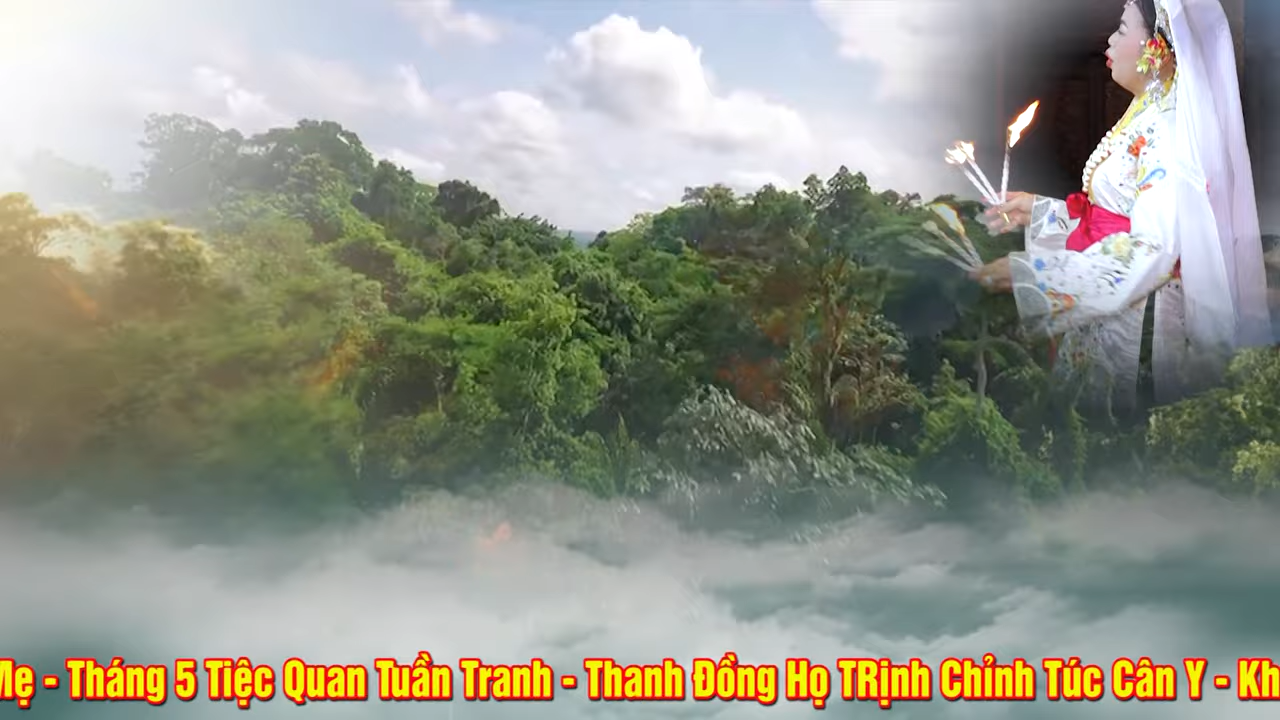 Mẹ - Tháng 5 Tiệc Quan Tuần Tranh - Thanh Đồng Họ TRịnh Chỉnh Túc Cân Y - Kh